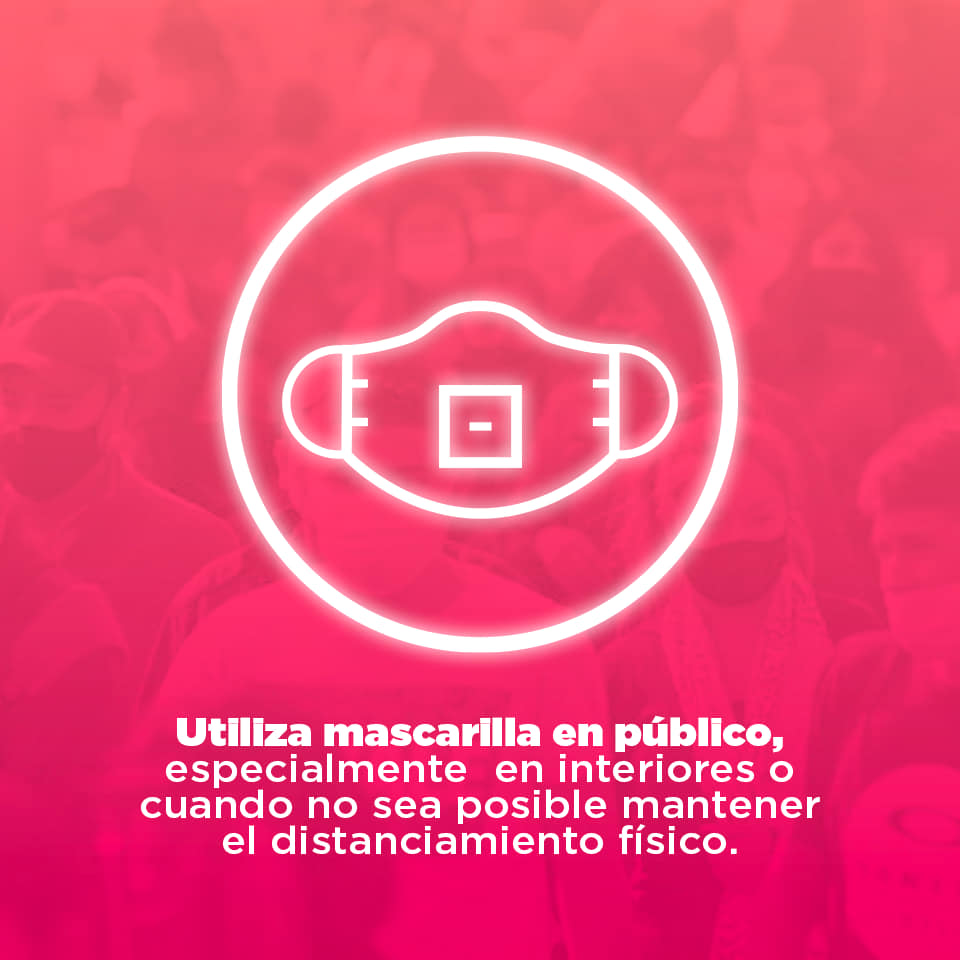 Utiliza mascarilla en público,
especialmente  en interiores o
cuando no sea posible mantener
el distanciamiento físico.